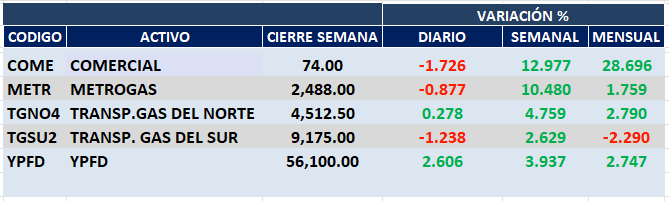 VARIACIÓN %
CODIGO ACTIVO CIERRE SEMANA DIARIO SEMANAL MENSUAL
COME COMERCIAL 74.00 -1.726 12.977 28.696
METR METROGAS 2,488.00 -0.877 10.480 1.759
TGNO4 TRANSP.GAS DEL NORTE 4,512.50 0.278 4.759 2.790
TGSU2 TRANSP. GAS DEL SUR 9,175.00 -1.238 2.629 -2.290
YPFD YPFD 56,100.00 2.606 3.937 2.747